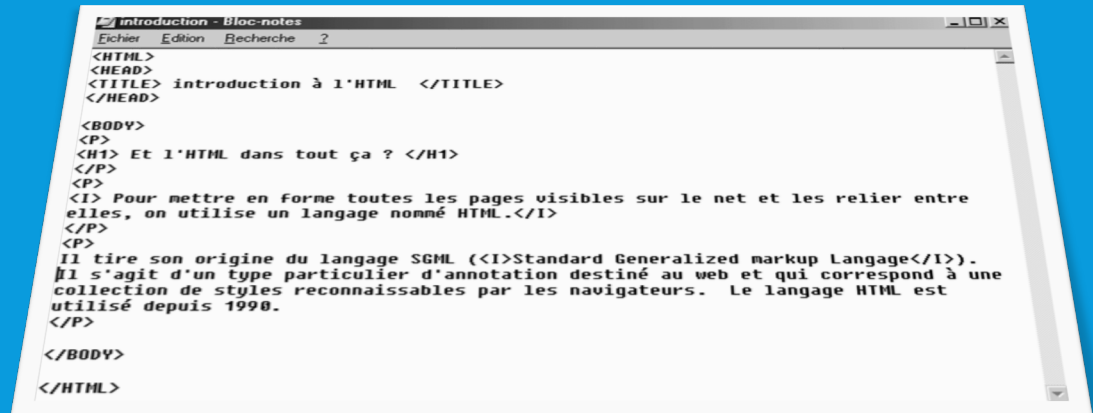 introduction - Bloc-notes
Fichier Edition Recherche ?
<HTML>
<HEAD>
<TITLE> introduction à l'HTML </TITLE>
</HEAD>
<BODY>
<P>
<H1> Et l'HTML dans tout ça ? </H1>
</P>
<P>
<I> Pour mettre en forme toutes les pages visibles sur le net et les relier entre
elles, on utilise un langage nommé HTML.</I>
</P>
<P>
Il tire son origine du langage SGML (<I>Standard Generalized markup Langage</I>).
Il s'agit d'un type particulier d'annotation destiné au web et qui correspond à une
collection de styles reconnaissables par les navigateurs. Le langage HTML est
utilisé depuis 1990.
</P>
</BODY>
</HTML>